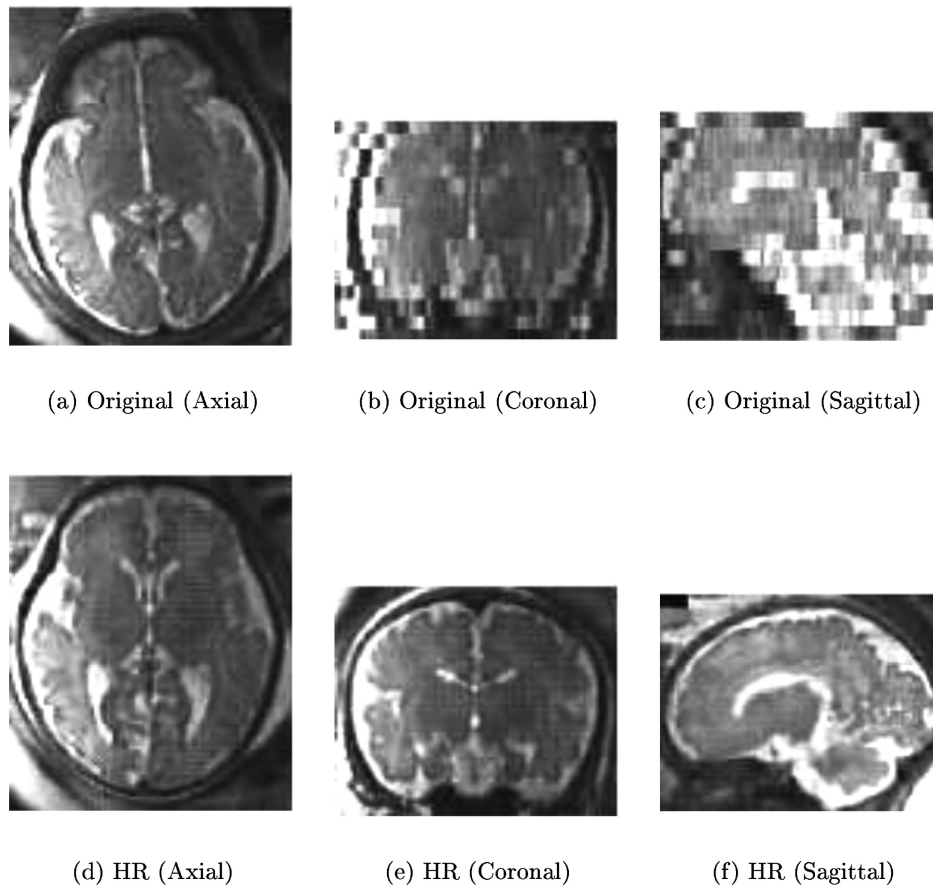 (a) Original (Axial)
(b) Original (Coronal)
(c) Original (Sagittal)
(d) HR (Axial)
(e) HR (Coronal)
(f) HR (Sagittal)